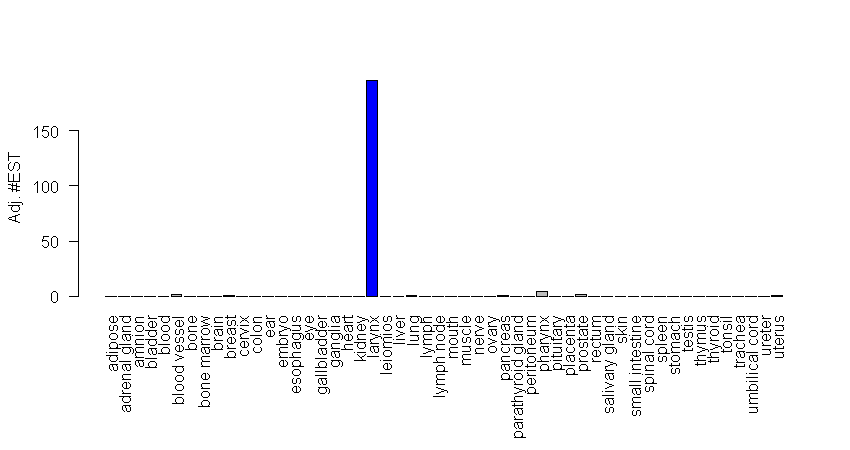 Adj. #EST
150
100
50
0
adipose
adrenal gland
amnion
bladder
blood
blood vessel
bone
bone marrow
brain
breast
cervix
colon
ear
embryo
esophagus
eye
gallbladder
ganglia
heart
kidney
larynx
leiomios
liver
lung
lymph
lymph node
mouth
muscle
nerve
ovary
pancreas
parathyroid gland
peritoneum
pharynx
pituitary
placenta
prostate
rectum
salivary gland
skin
small intestine
spinal cord
spleen
stomach
testis
thymus
thyroid
tonsil
trachea
umbilical cord
ureter
uterus